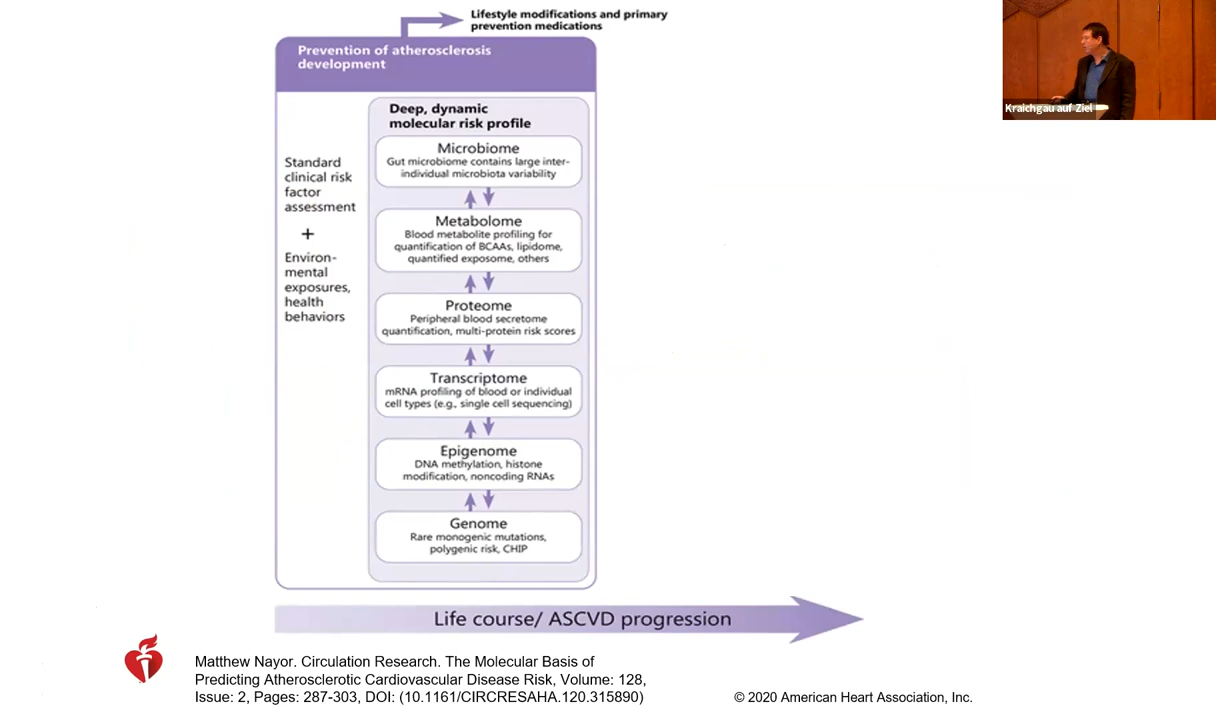 Lifestyle modifications and primary
prevention medications
Prevention of atherosclerosis
development
Deep, dynamic
molecular risk profile
Standard
clinical risk
factor
assessment
+
Environ-
mental
exposures,
health
behaviors
Microbiome
Gut microbiome contains large inter-
individual microbiota variability
Metabolome
Blood metabolite profiling for
quantification of BCAAs, lipidome,
quantified exposome, others
Proteome
Peripheral blood secretome
quantification, multi-protein risk scores
Transcriptome
mRNA profiling of blood or individual
cell types (e.g., single cell sequencing)
Epigenome
DNA methylation, histone
modification, noncoding RNAs
Genome
Rare monogenic mutations,
polygenic risk, CHIP
Life course/ ASCVD progression
Matthew Nayor. Circulation Research. The Molecular Basis of
Predicting Atherosclerotic Cardiovascular Disease Risk, Volume: 128,
Issue: 2, Pages: 287-303, DOI: (10.1161/CIRCRESAHA.120.315890)
© 2020 American Heart Association, Inc.
Kraichgau auf Ziel